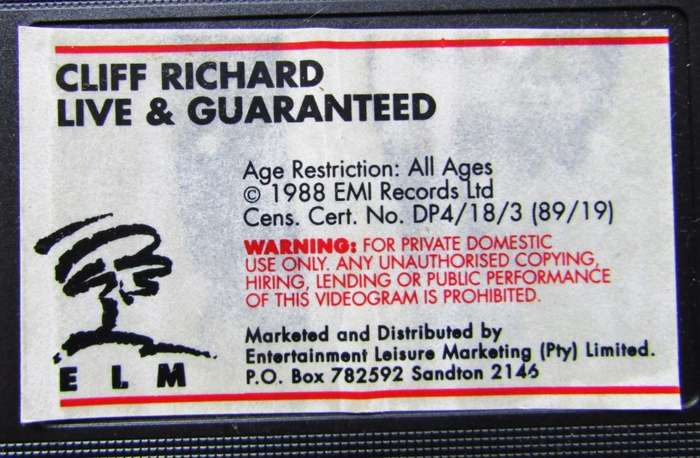 CLIFF RICHARD
LIVE & GUARANTEED
Age Restriction: All Ages
© 1988 EMI Records Ltd
Cens. Cert. No. DP4/18/3 (89/19)
WARNING: FOR PRIVATE DOMESTIC
USE ONLY. ANY UNAUTHORISED COPYING,
HIRING, LENDING OR PUBLIC PERFORMANCE
OF THIS VIDEOGRAM IS PROHIBITED.
Marketed and Distributed by
Entertainment Leisure Marketing (Pty) Limited.
P.O. Box 782592 Sandton 2146
E L M